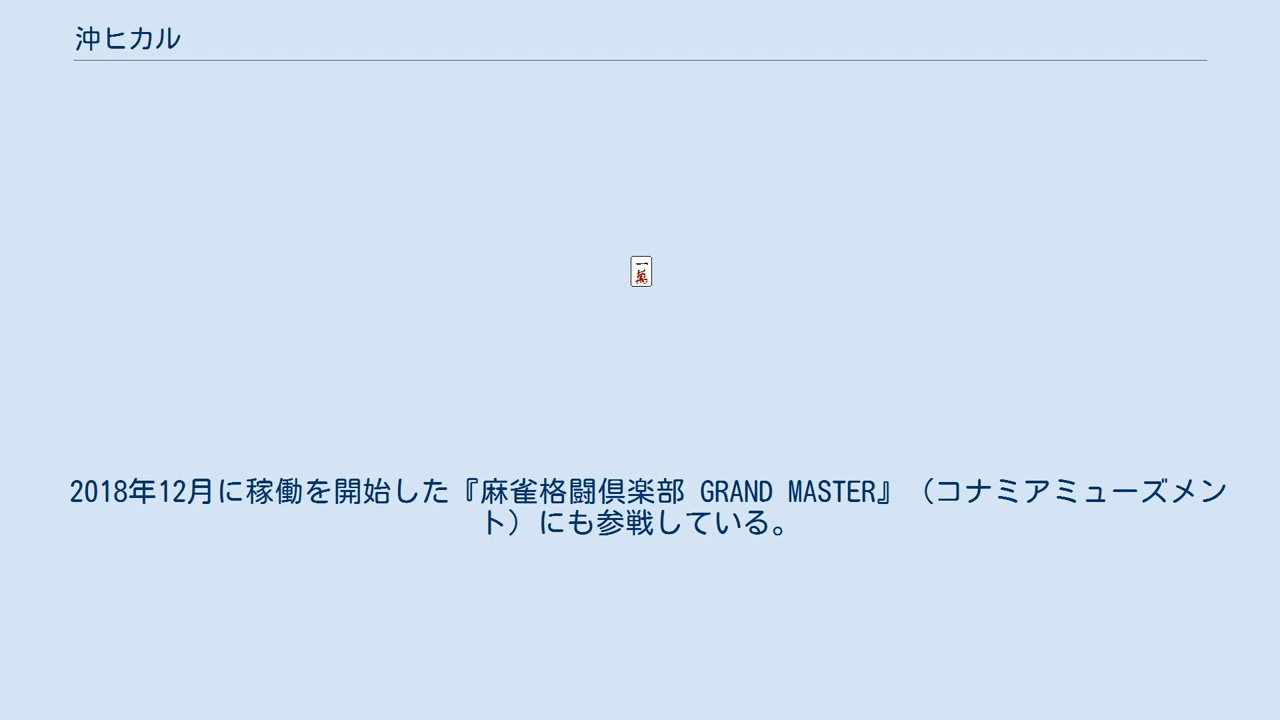 沖ヒカル
一
萬
2018年12月に稼働を開始した『麻雀格闘倶楽部 GRAND MASTER』（コナミアミューズメン
ト）にも参戦している。